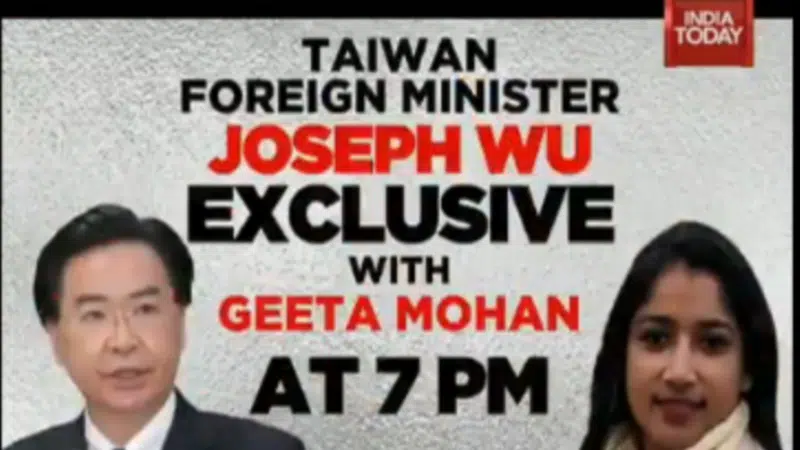 INDIA
TODAY
TAIWAN
FOREIGN MINISTER
JOSEPH WU
EXCLUSIVE
WITH
GEETA MOHAN
AT 7 PM